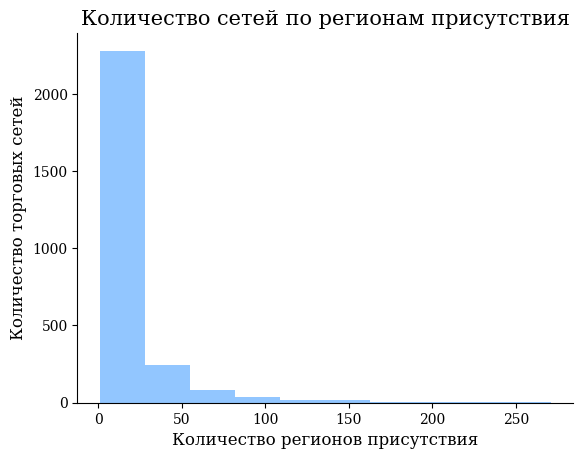 Количество сетей по регионам присутствия
Количество торговых сетей
2000
1500
1000
500
0
0 50 100 150 200 250
Количество регионов присутствия